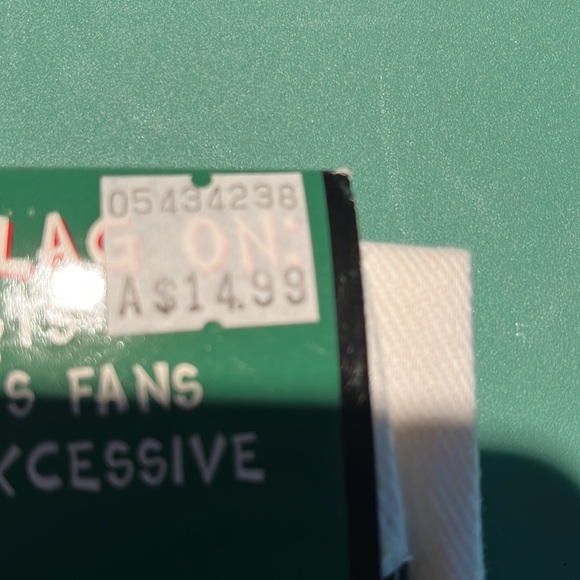 05434238
LAG ON:
A$14.99
S FANS
XCESSIVE